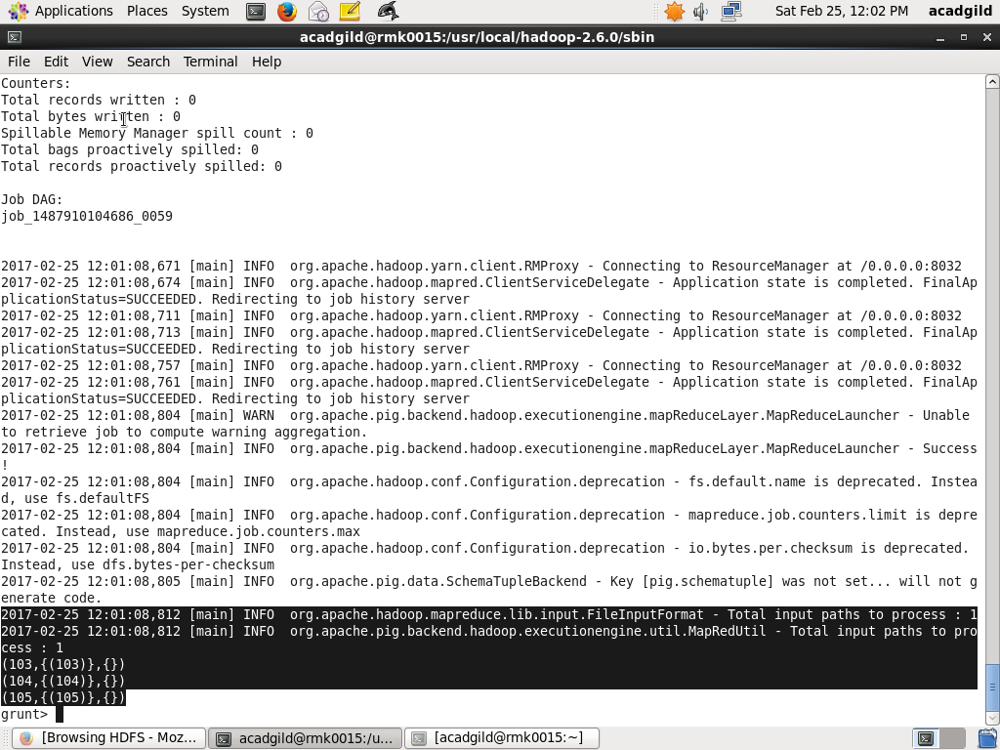 Applications Places System Sat Feb 25, 12:02 PM acadgild
acadgild@rmk0015:/usr/local/hadoop-2.6.0/sbin
File Edit View Search Terminal Help
Counters:
Total records written : 0
Total bytes written : 0
Spillable Memory Manager spill count : 0
Total bags proactively spilled: 0
Total records proactively spilled: 0
Job DAG:
job_1487910104686_0059
2017-02-25 12:01:08,671 [main] INFO  org.apache.hadoop.yarn.client.RMProxy - Connecting to ResourceManager at /0.0.0.0:8032
2017-02-25 12:01:08,674 [main] INFO  org.apache.hadoop.mapred.ClientServiceDelegate - Application state is completed. FinalAp
plicationStatus=SUCCEEDED. Redirecting to job history server
2017-02-25 12:01:08,711 [main] INFO  org.apache.hadoop.yarn.client.RMProxy - Connecting to ResourceManager at /0.0.0.0:8032
2017-02-25 12:01:08,713 [main] INFO  org.apache.hadoop.mapred.ClientServiceDelegate - Application state is completed. FinalAp
plicationStatus=SUCCEEDED. Redirecting to job history server
2017-02-25 12:01:08,757 [main] INFO  org.apache.hadoop.yarn.client.RMProxy - Connecting to ResourceManager at /0.0.0.0:8032
2017-02-25 12:01:08,761 [main] INFO  org.apache.hadoop.mapred.ClientServiceDelegate - Application state is completed. FinalAp
plicationStatus=SUCCEEDED. Redirecting to job history server
2017-02-25 12:01:08,804 [main] WARN  org.apache.pig.backend.hadoop.executionengine.mapReduceLayer.MapReduceLauncher - Unable
to retrieve job to compute warning aggregation.
2017-02-25 12:01:08,804 [main] INFO  org.apache.pig.backend.hadoop.executionengine.mapReduceLayer.MapReduceLauncher - Success
!
2017-02-25 12:01:08,804 [main] INFO  org.apache.hadoop.conf.Configuration.deprecation - fs.default.name is deprecated. Instea
d, use fs.defaultFS
2017-02-25 12:01:08,804 [main] INFO  org.apache.hadoop.conf.Configuration.deprecation - mapreduce.job.counters.limit is depre
cated. Instead, use mapreduce.job.counters.max
2017-02-25 12:01:08,804 [main] INFO  org.apache.hadoop.conf.Configuration.deprecation - io.bytes.per.checksum is deprecated.
Instead, use dfs.bytes-per-checksum
2017-02-25 12:01:08,805 [main] INFO  org.apache.pig.data.SchemaTupleBackend - Key [pig.schematuple] was not set... will not g
enerate code.
2017-02-25 12:01:08,812 [main] INFO  org.apache.hadoop.mapreduce.lib.input.FileInputFormat - Total input paths to process : 1
2017-02-25 12:01:08,812 [main] INFO  org.apache.pig.backend.hadoop.executionengine.util.MapRedUtil - Total input paths to pro
cess : 1
(103,{(103)},{})
(104,{(104)},{})
(105,{(105)},{})
grunt>
[Browsing HDFS - Moz... acadgild@rmk0015:/u... [acadgild@rmk0015:~]